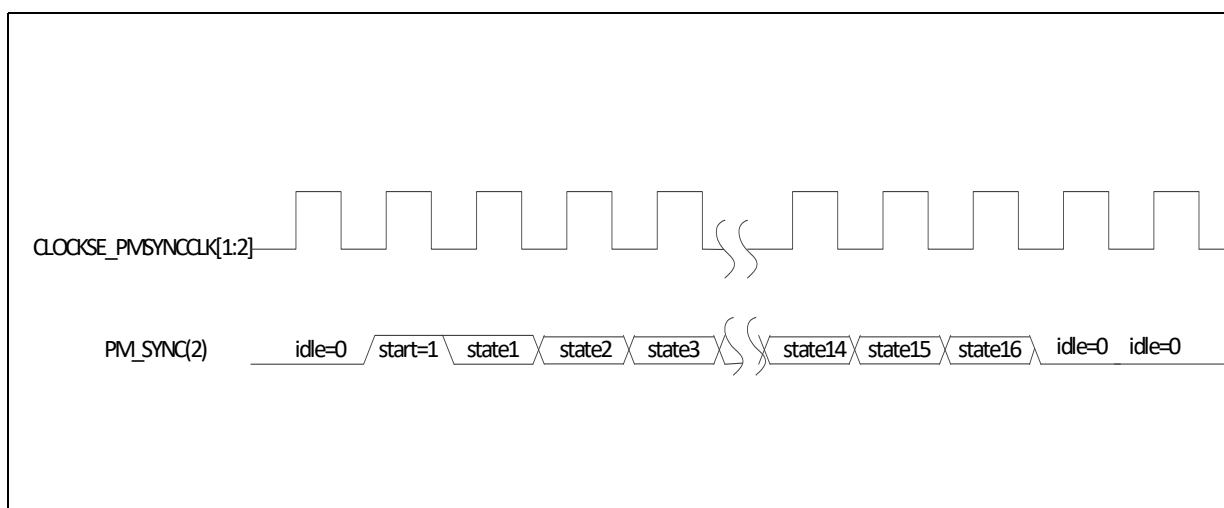 CLOCKSE_PMSYNCCLK[1:2]
PM_SYNC(2) idle=0 start=1 state1 state2 state3 state14 state15 state16 idle=0 idle=0